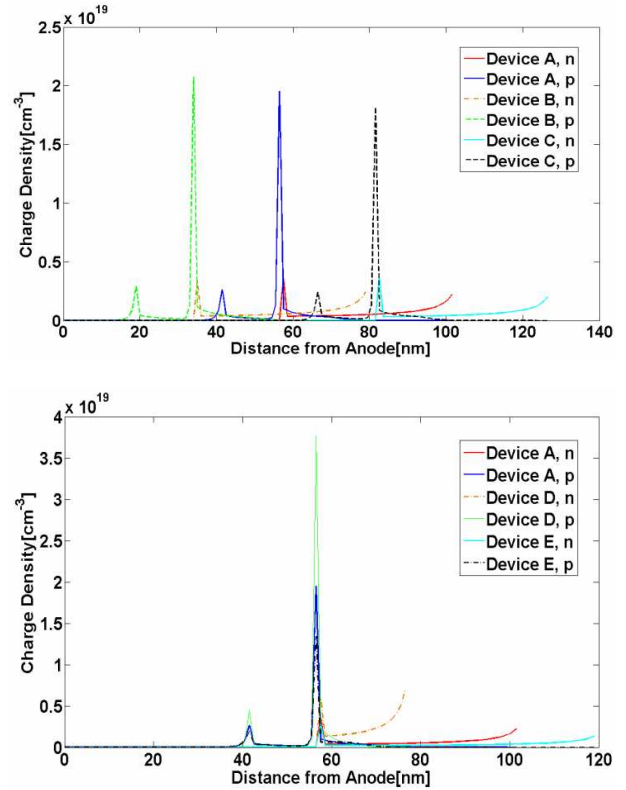 x 10^19
2.5
2
1.5
1
0.5
0
Charge Density[cm^-3]
Device A, n
Device A, p
Device B, n
Device B, p
Device C, n
Device C, p
0 20 40 60 80 100 120 140
Distance from Anode[nm]
x 10^19
4
3.5
3
2.5
2
1.5
1
0.5
0
Charge Density[cm^-3]
Device A, n
Device A, p
Device D, n
Device D, p
Device E, n
Device E, p
0 20 40 60 80 100 120
Distance from Anode[nm]